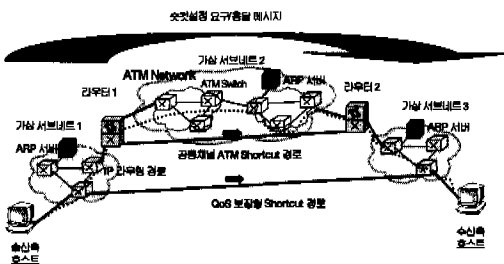 숏컷설정 요구/응답 메시지
가상 서브네트 2
ATM Network
ARP 서버
ATM Switch
라우터 1
라우터 2
가상 서브네트 1
가상 서브네트 3
ARP 서버
ARP 서버
IP 라우팅 경로
공통채널 ATM Shortcut 경로
QoS 보장형 Shortcut 경로
송신측
호스트
수신측
호스트